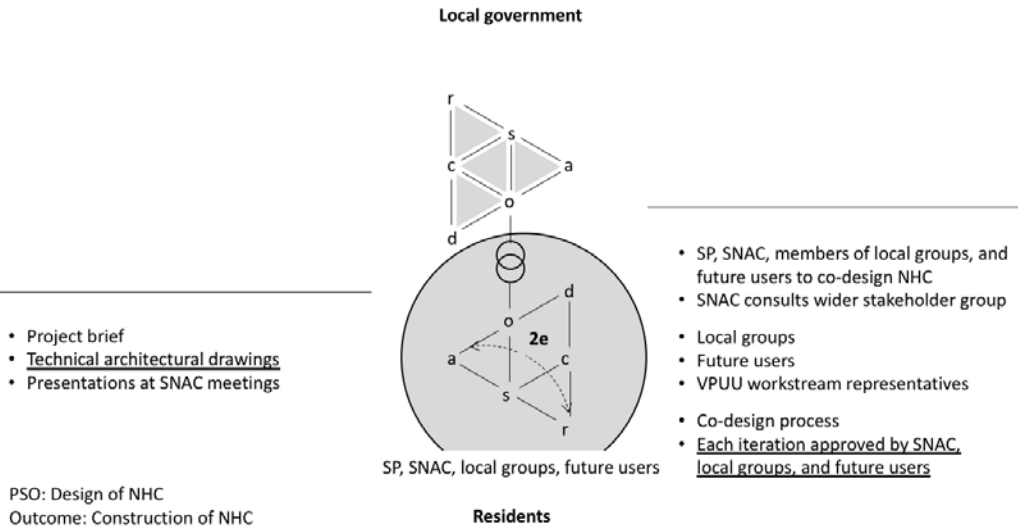 Local government
r
s
c
a
o
d
d
o
2e
a
c
s
r
SP, SNAC, local groups, future users
Residents
• Project brief
• Technical architectural drawings
• Presentations at SNAC meetings
PSO: Design of NHC
Outcome: Construction of NHC
• SP, SNAC, members of local groups, and
future users to co-design NHC
• SNAC consults wider stakeholder group
• Local groups
• Future users
• VPUU workstream representatives
• Co-design process
• Each iteration approved by SNAC,
local groups, and future users